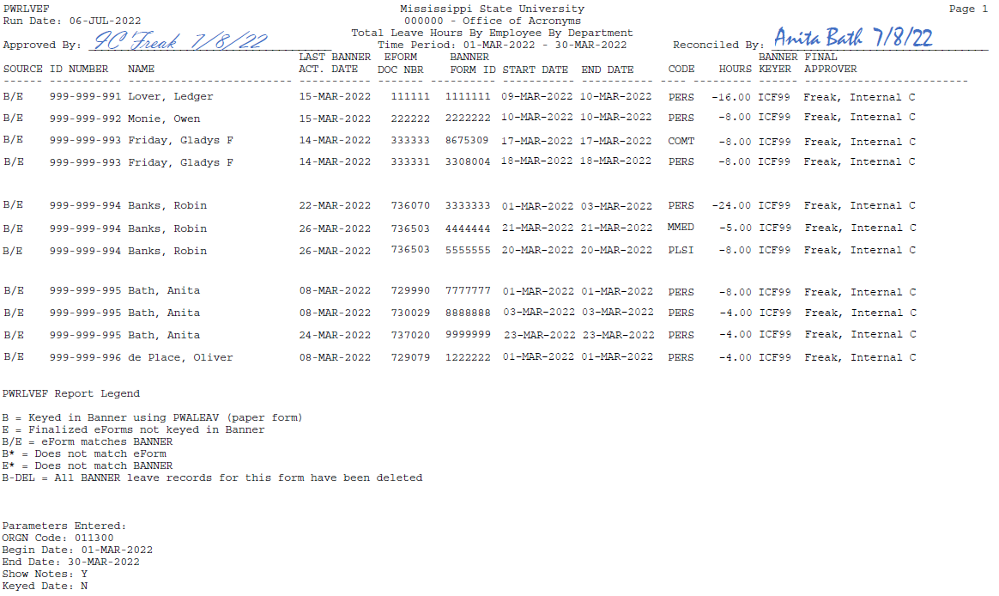 PWRLVEF Mississippi State University Page 1
Run Date: 06-JUL-2022 000000 - Office of Acronyms
Total Leave Hours By Employee By Department
Approved By: IC Freak 7/8/22 Time Period: 01-MAR-2022 - 30-MAR-2022 Reconciled By: Anita Bath 7/8/22
LAST BANNER EFORM BANNER BANNER FINAL
SOURCE ID NUMBER NAME ACT. DATE DOC NBR FORM ID START DATE END DATE CODE HOURS KEYER APPROVER
B/E 999-999-991 Lover, Ledger 15-MAR-2022 111111 1111111 09-MAR-2022 10-MAR-2022 PERS -16.00 ICF99 Freak, Internal C
B/E 999-999-992 Monie, Owen 15-MAR-2022 222222 2222222 10-MAR-2022 10-MAR-2022 PERS -8.00 ICF99 Freak, Internal C
B/E 999-999-993 Friday, Gladys F 14-MAR-2022 333333 8675309 17-MAR-2022 17-MAR-2022 COMT -8.00 ICF99 Freak, Internal C
B/E 999-999-993 Friday, Gladys F 14-MAR-2022 333331 3308004 18-MAR-2022 18-MAR-2022 PERS -8.00 ICF99 Freak, Internal C
B/E 999-999-994 Banks, Robin 22-MAR-2022 736070 3333333 01-MAR-2022 03-MAR-2022 PERS -24.00 ICF99 Freak, Internal C
B/E 999-999-994 Banks, Robin 26-MAR-2022 736503 4444444 21-MAR-2022 21-MAR-2022 MMED -5.00 ICF99 Freak, Internal C
B/E 999-999-994 Banks, Robin 26-MAR-2022 736503 5555555 20-MAR-2022 20-MAR-2022 PLSI -8.00 ICF99 Freak, Internal C
B/E 999-999-995 Bath, Anita 08-MAR-2022 729990 7777777 01-MAR-2022 01-MAR-2022 PERS -8.00 ICF99 Freak, Internal C
B/E 999-999-995 Bath, Anita 08-MAR-2022 730029 8888888 03-MAR-2022 03-MAR-2022 PERS -4.00 ICF99 Freak, Internal C
B/E 999-999-995 Bath, Anita 24-MAR-2022 737020 9999999 23-MAR-2022 23-MAR-2022 PERS -4.00 ICF99 Freak, Internal C
B/E 999-999-996 de Place, Oliver 08-MAR-2022 729079 1222222 01-MAR-2022 01-MAR-2022 PERS -4.00 ICF99 Freak, Internal C
PWRLVEF Report Legend
B = Keyed in Banner using PWALEAV (paper form)
E = Finalized eForms not keyed in Banner
B/E = eForm matches BANNER
B* = Does not match eForm
E* = Does not match BANNER
B-DEL = All BANNER leave records for this form have been deleted
Parameters Entered:
ORGN Code: 011300
Begin Date: 01-MAR-2022
End Date: 30-MAR-2022
Show Notes: Y
Keyed Date: N